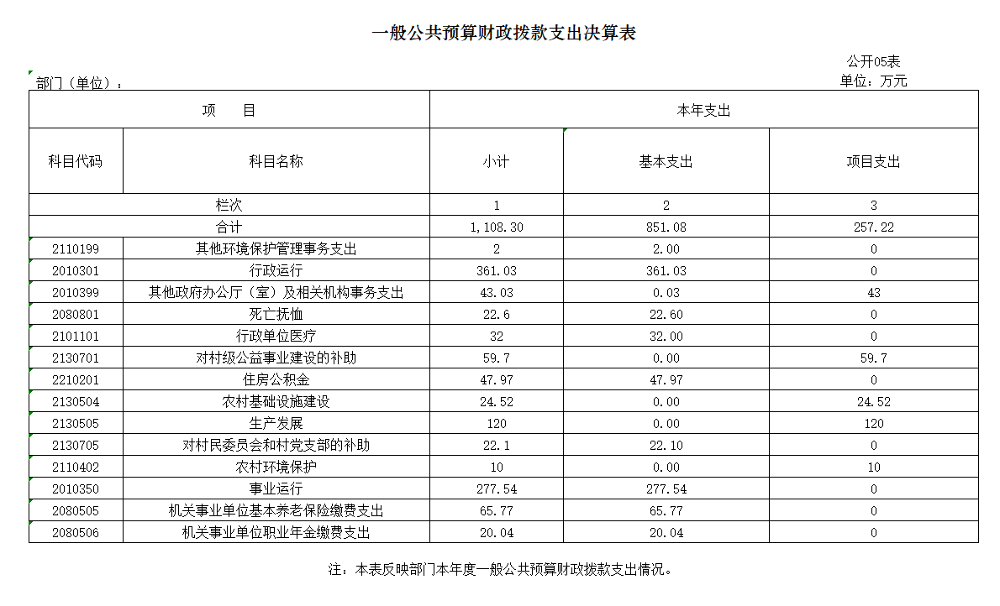 一般公共预算财政拨款支出决算表
公开05表
部门（单位）： 单位：万元
项 目 本年支出
科目代码 科目名称 小计 基本支出 项目支出
栏次 1 2 3
合计 1,108.30 851.08 257.22
2110199 其他环境保护管理事务支出 2 2.00 0
2010301 行政运行 361.03 361.03 0
2010399 其他政府办公厅（室）及相关机构事务支出 43.03 0.03 43
2080801 死亡抚恤 22.6 22.60 0
2101101 行政单位医疗 32 32.00 0
2130701 对村级公益事业建设的补助 59.7 0.00 59.7
2210201 住房公积金 47.97 47.97 0
2130504 农村基础设施建设 24.52 0.00 24.52
2130505 生产发展 120 0.00 120
2130705 对村民委员会和村党支部的补助 22.1 22.10 0
2110402 农村环境保护 10 0.00 10
2010350 事业运行 277.54 277.54 0
2080505 机关事业单位基本养老保险缴费支出 65.77 65.77 0
2080506 机关事业单位职业年金缴费支出 20.04 20.04 0
注：本表反映部门本年度一般公共预算财政拨款支出情况。